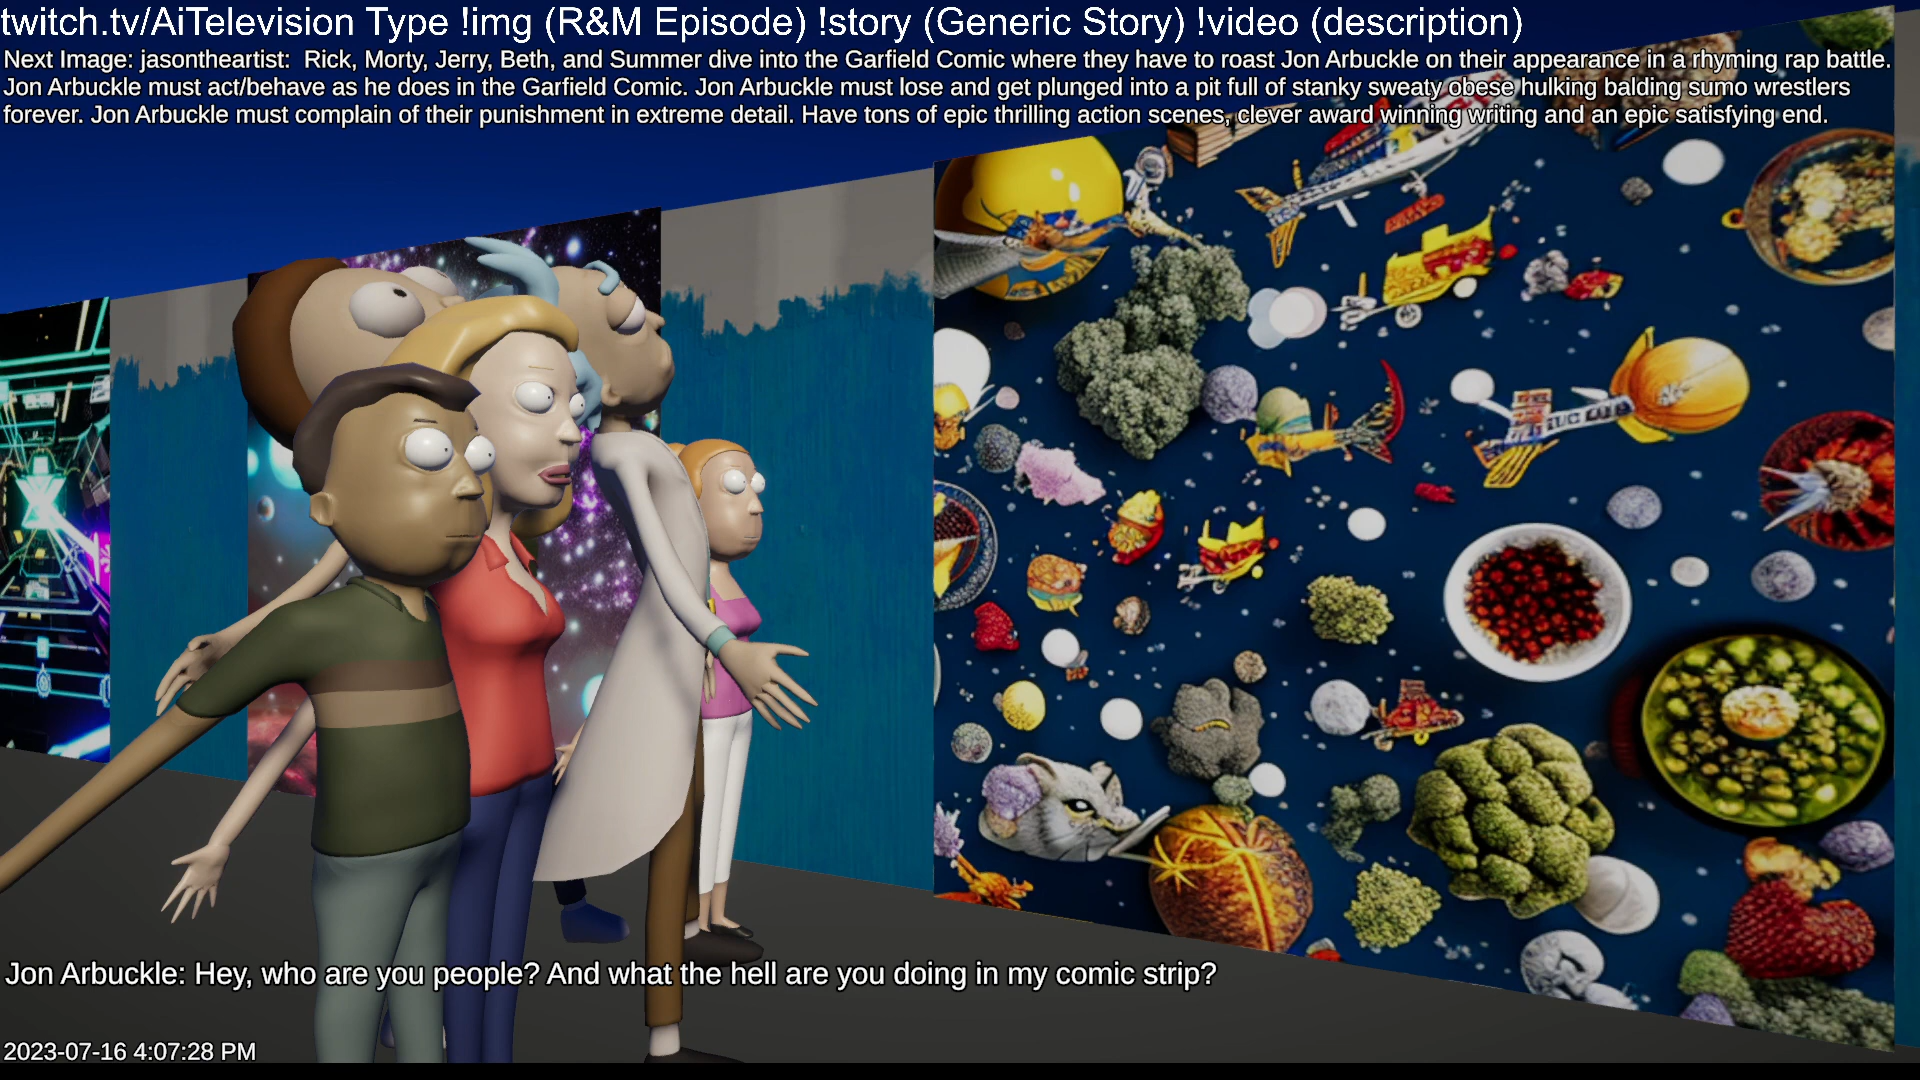 twitch.tv/AiTelevision Type !img (R&M Episode) !story (Generic Story) !video (description)
Next Image: jasontheartist:  Rick, Morty, Jerry, Beth, and Summer dive into the Garfield Comic where they have to roast Jon Arbuckle on their appearance in a rhyming rap battle.
Jon Arbuckle must act/behave as he does in the Garfield Comic. Jon Arbuckle must lose and get plunged into a pit full of stanky sweaty obese hulking balding sumo wrestlers
forever. Jon Arbuckle must complain of their punishment in extreme detail. Have tons of epic thrilling action scenes, clever award winning writing and an epic satisfying end.
Jon Arbuckle: Hey, who are you people? And what the hell are you doing in my comic strip?
2023-07-16 4:07:28 PM